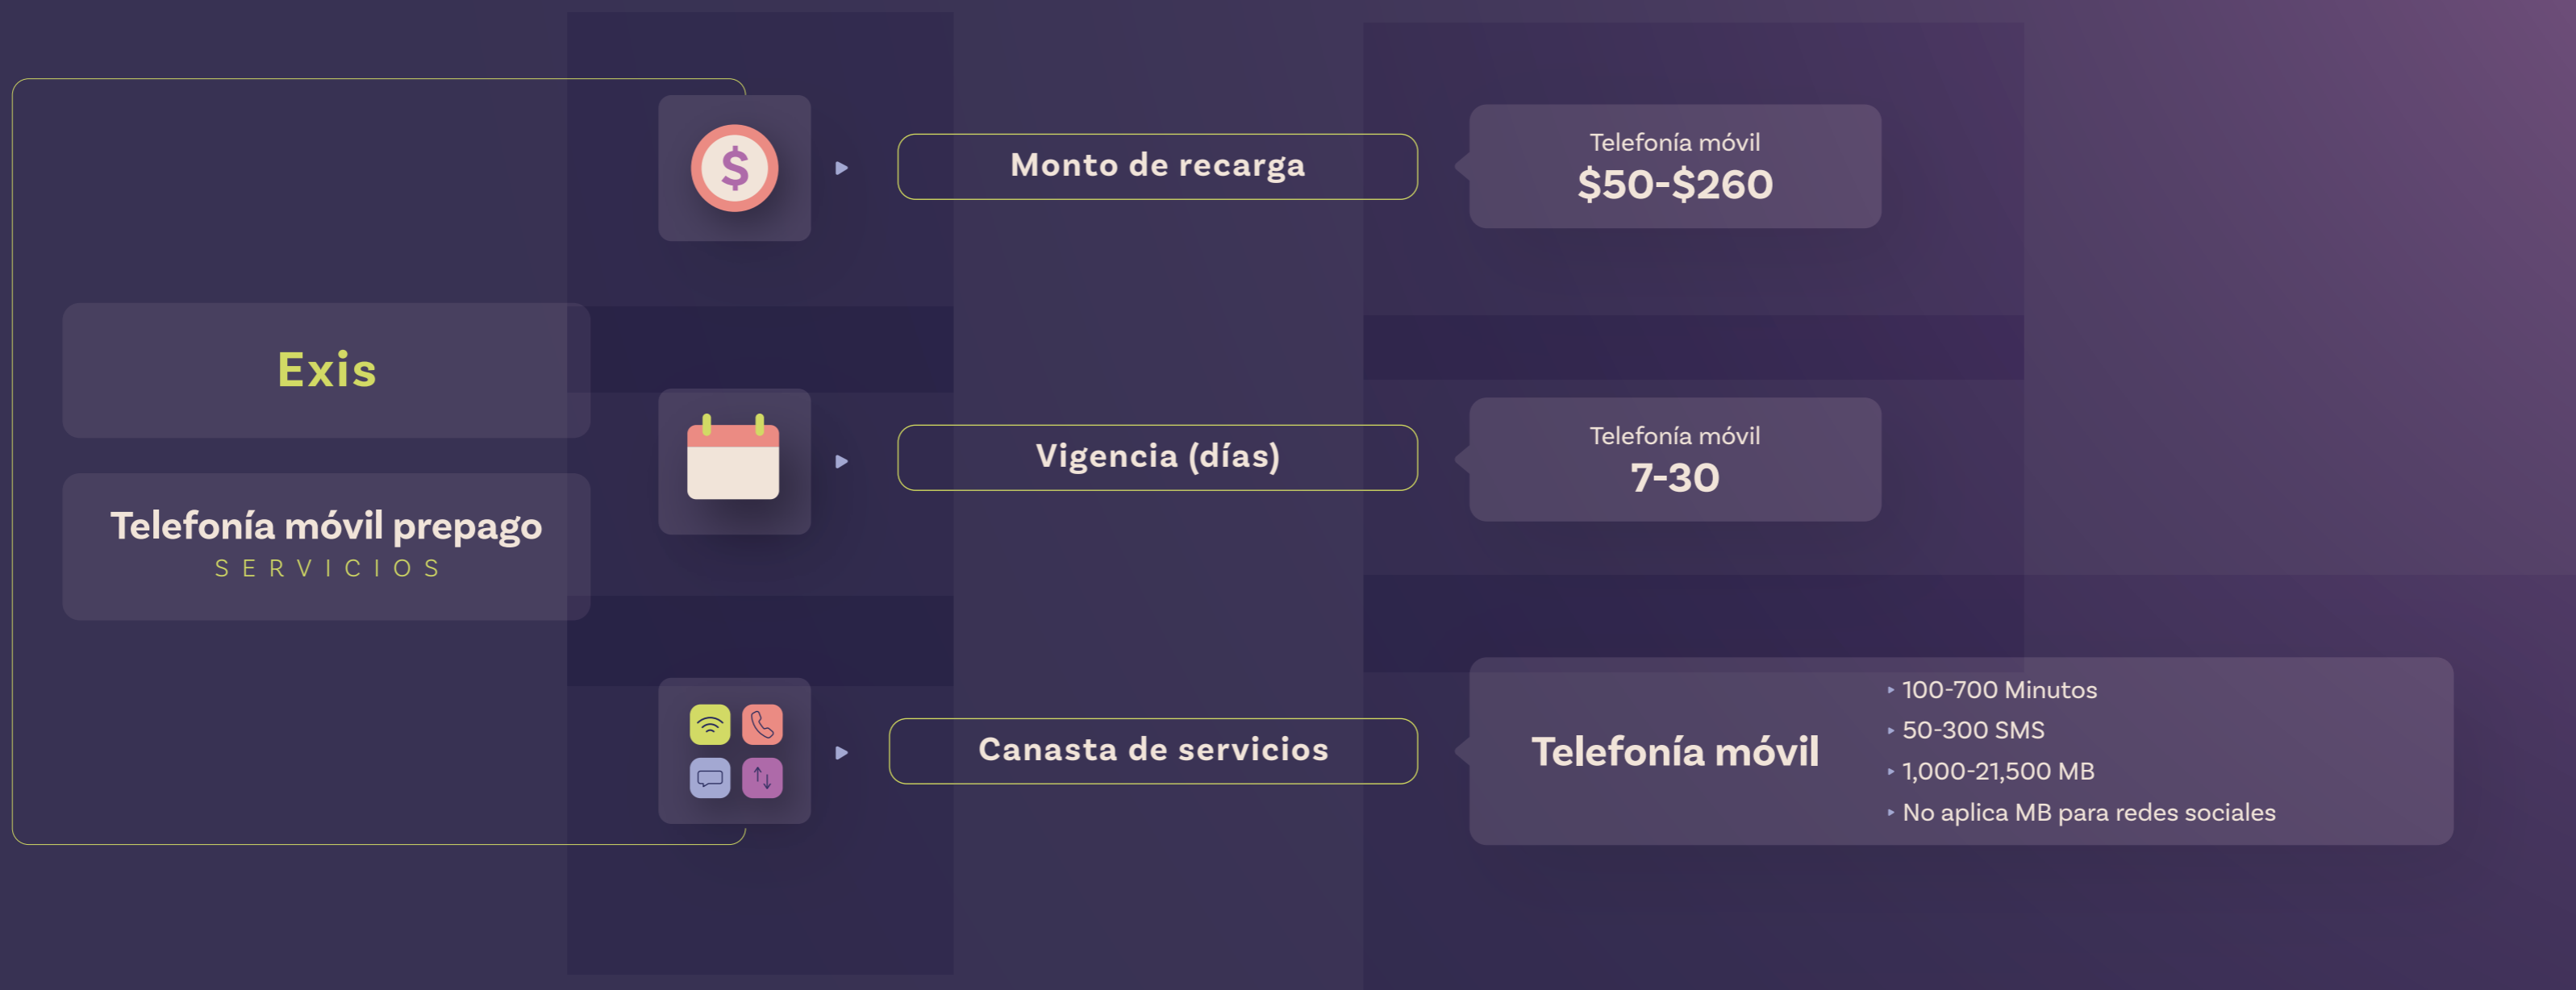 Exis
Telefonía móvil prepago
SERVICIOS
$
Monto de recarga
Telefonía móvil
$50-$260
Vigencia (días)
Telefonía móvil
7-30
Canasta de servicios
Telefonía móvil
100-700 Minutos
50-300 SMS
1,000-21,500 MB
No aplica MB para redes sociales